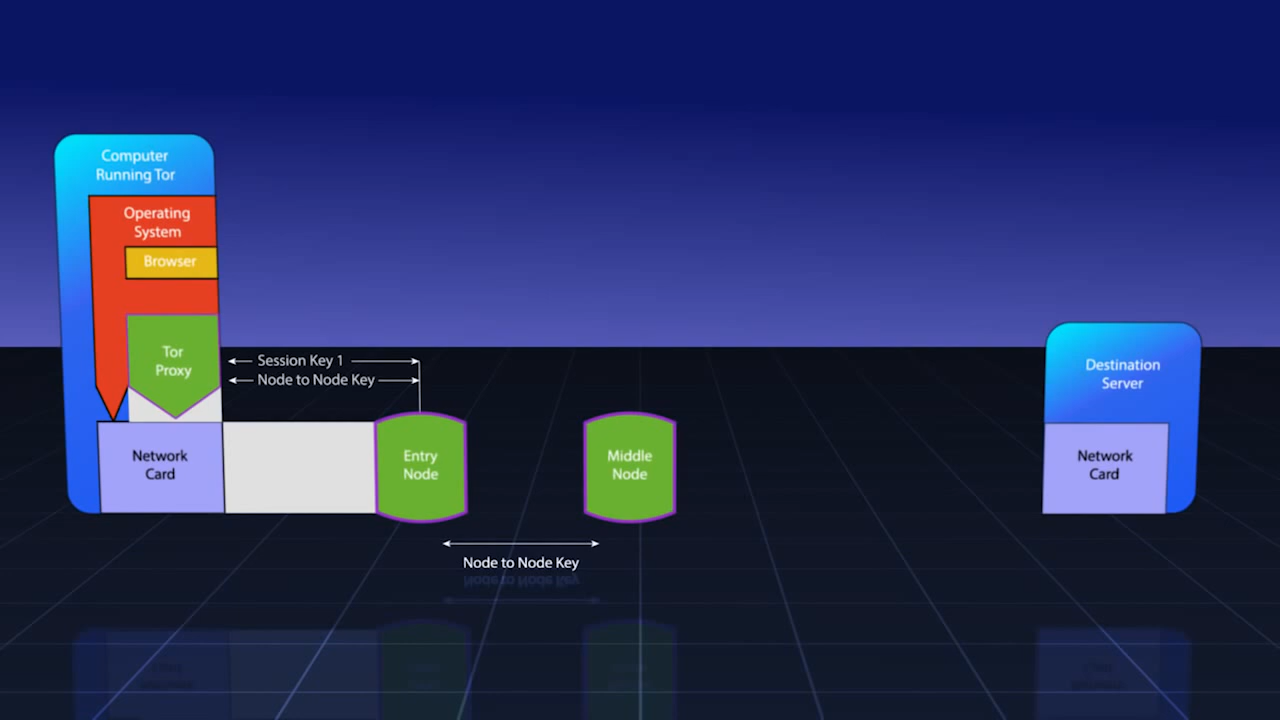 Computer
Running Tor
Operating
System
Browser
Tor
Proxy
Session Key 1
Node to Node Key
Network
Card
Entry
Node
Middle
Node
Node to Node Key
Destination
Server
Network
Card